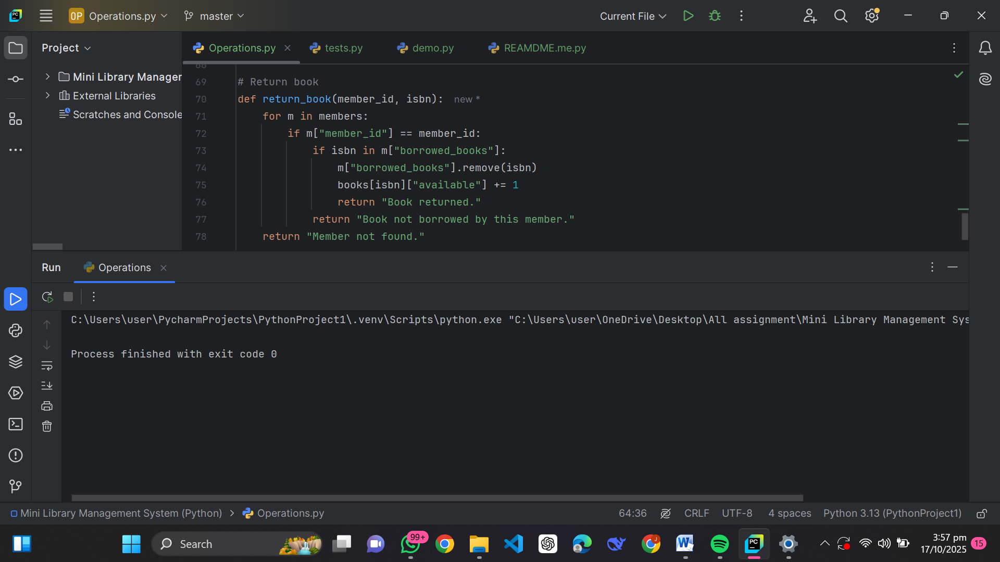 OP Operations.py master Current File
Project
Operations.py tests.py demo.py REAMDME.me.py
Mini Library Manager
External Libraries
Scratches and Console
68
69 # Return book
70 def return_book(member_id, isbn): new *
71 for m in members:
72 if m["member_id"] == member_id:
73 if isbn in m["borrowed_books"]:
74 m["borrowed_books"].remove(isbn)
75 books[isbn]["available"] += 1
76 return "Book returned."
77 return "Book not borrowed by this member."
78 return "Member not found."
Run Operations
C:\Users\user\PycharmProjects\PythonProject1\.venv\Scripts\python.exe "C:\Users\user\OneDrive\Desktop\All assignment\Mini Library Management Sys
Process finished with exit code 0
Mini Library Management System (Python) > Operations.py 64:36 CRLF UTF-8 4 spaces Python 3.13 (PythonProject1)
Search 99+ 3:57 pm
17/10/2025 15